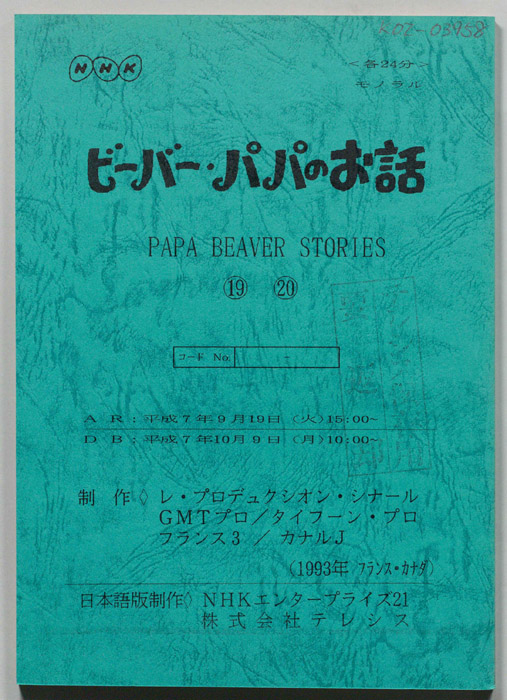 K02-03958
NHK
<各24分>
モノラル
ビーバー・パパのお話
PAPA BEAVER STORIES
⑲ ⑳
コード No. -
AR:平成7年9月19日(火)15:00~
DB:平成7年10月9日(月)10:00~
制作◇レ・プロデュクシオン・シナール
GMTプロ/タイフーン・プロ
フランス3 / カナルJ
(1993年 フランス・カナダ)
日本語版制作◇NHKエンタープライズ21
株式会社テレシス